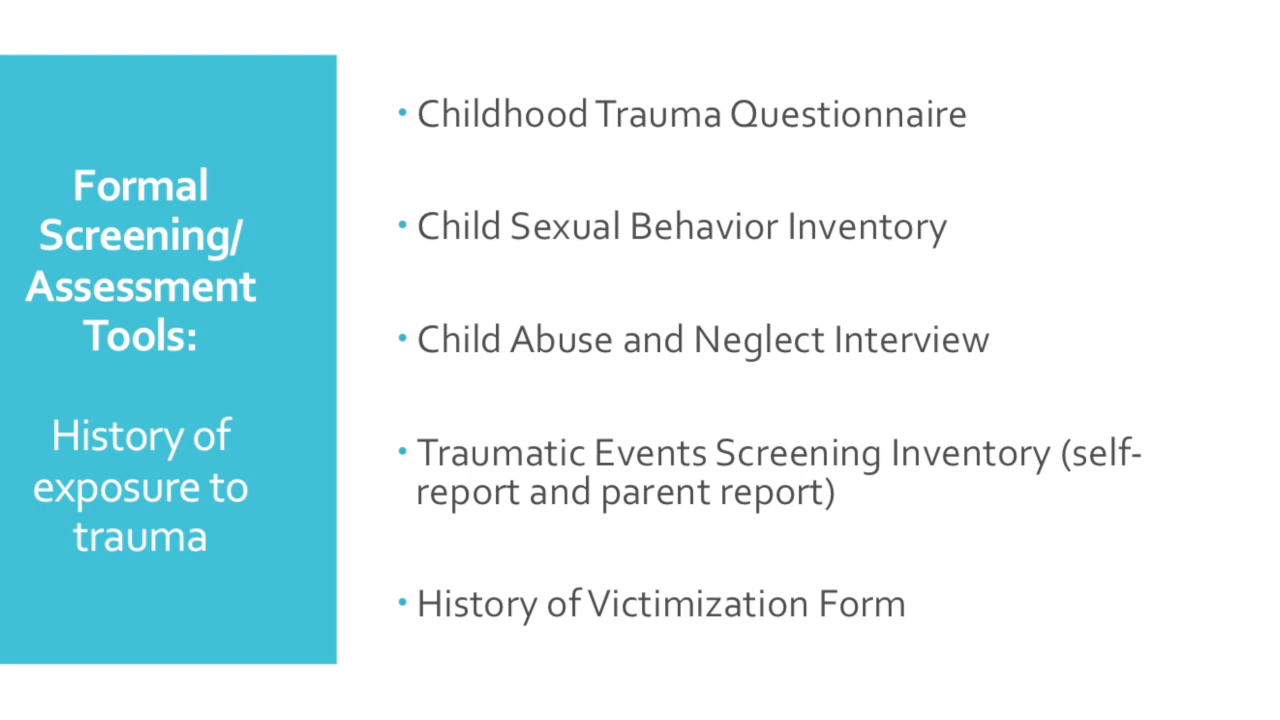 Formal
Screening/
Assessment
Tools:
History of
exposure to
trauma
• Childhood Trauma Questionnaire
• Child Sexual Behavior Inventory
• Child Abuse and Neglect Interview
• Traumatic Events Screening Inventory (self-
report and parent report)
• History of Victimization Form